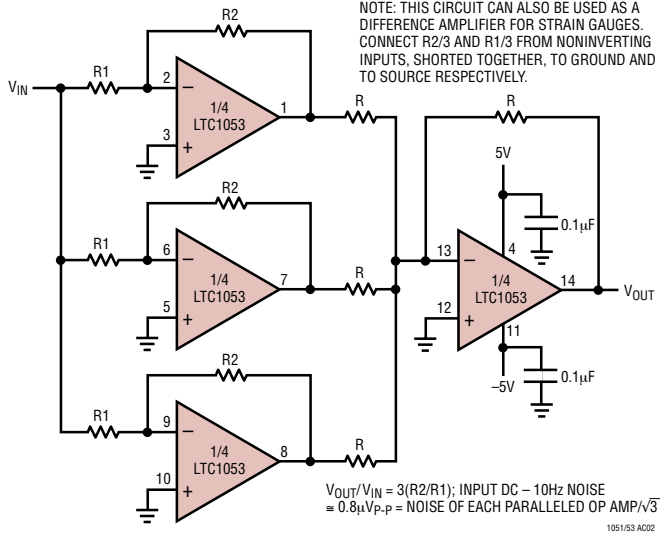 NOTE: THIS CIRCUIT CAN ALSO BE USED AS A
DIFFERENCE AMPLIFIER FOR STRAIN GAUGES.
CONNECT R2/3 AND R1/3 FROM NONINVERTING
INPUTS, SHORTED TOGETHER, TO GROUND AND
TO SOURCE RESPECTIVELY.
R2
VIN
R1
2
–
1/4
LTC1053
1
3
+
R
R
5V
0.1µF
R2
R1
6
–
1/4
LTC1053
7
5
+
R
13
–
4
1/4
LTC1053
14
VOUT
12
+
11
–5V
0.1µF
R2
R1
9
–
1/4
LTC1053
8
10
+
R
VOUT/VIN = 3(R2/R1); INPUT DC – 10Hz NOISE
≅ 0.8µVP-P = NOISE OF EACH PARALLELED OP AMP/√3
1051/53 AC02